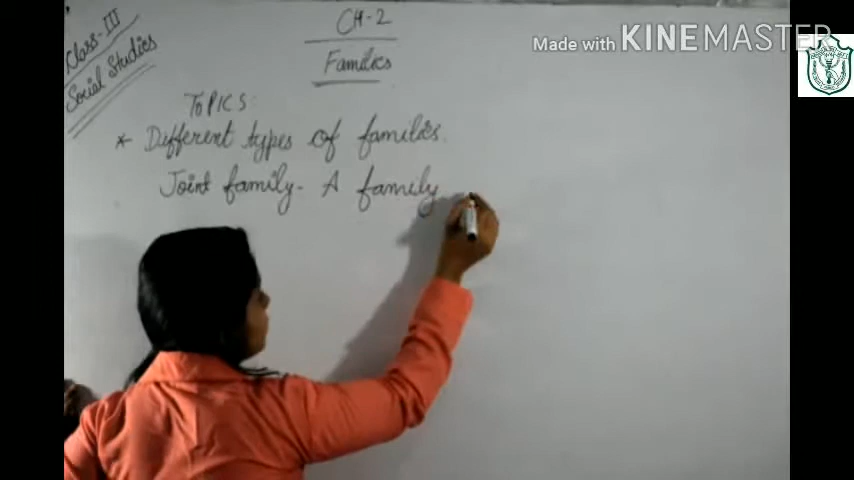 Class-III
Social Studies
CH-2
Families
TOPICS:
* Different types of families.
Joint family - A family
Made with KINEMASTER